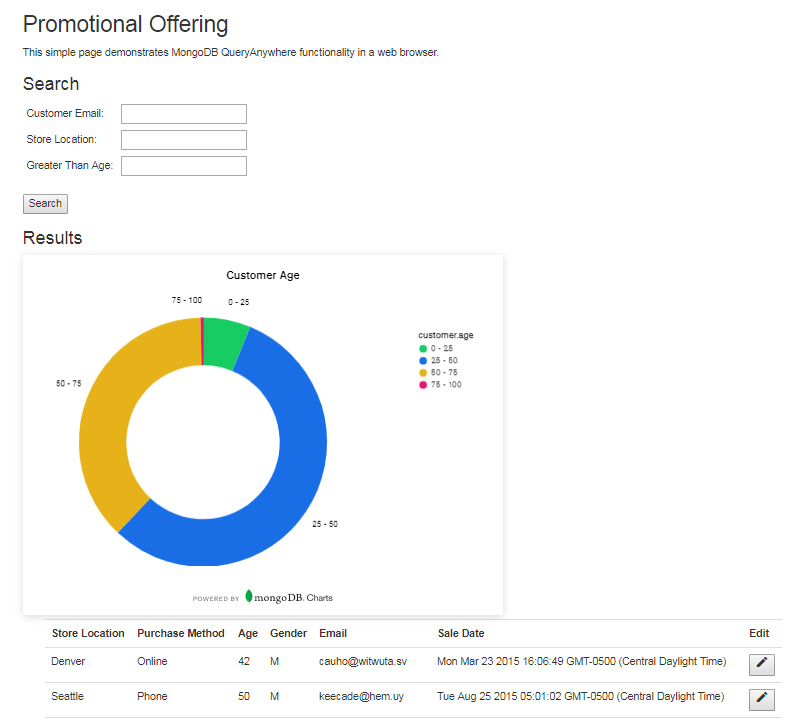 Promotional Offering
This simple page demonstrates MongoDB QueryAnywhere functionality in a web browser.
Search
Customer Email:
Store Location:
Greater Than Age:
Search
Results
Customer Age
75 - 100 0 - 25
customer.age
0 - 25
25 - 50
50 - 75
75 - 100
50 - 75
25 - 50
POWERED BY mongoDB. Charts
Store Location Purchase Method Age Gender Email Sale Date Edit
Denver Online 42 M cauho@witwuta.sv Mon Mar 23 2015 16:06:49 GMT-0500 (Central Daylight Time)
Seattle Phone 50 M keecade@hem.uy Tue Aug 25 2015 05:01:02 GMT-0500 (Central Daylight Time)